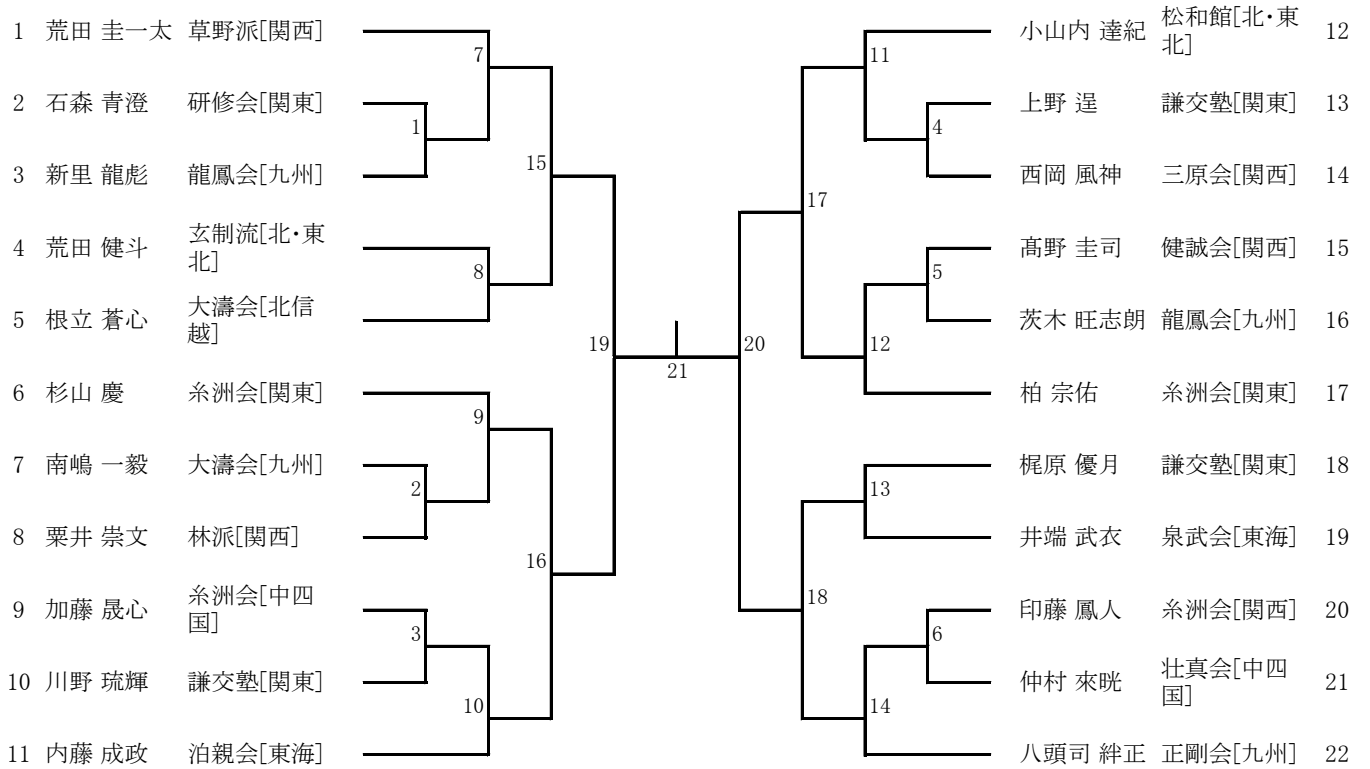 1 荒田 圭一太 草野派[関西]
2 石森 青澄 研修会[関東]
3 新里 龍彪 龍鳳会[九州]
4 荒田 健斗 玄制流[北・東
北]
5 根立 蒼心 大濤会[北信
越]
6 杉山 慶 糸洲会[関東]
7 南嶋 一毅 大濤会[九州]
8 粟井 崇文 林派[関西]
9 加藤 晟心 糸洲会[中四
国]
10 川野 琉輝 謙交塾[関東]
11 内藤 成政 泊親会[東海]
7
1
15
8
19
9
2
16
3
10
21
20
11
4
17
5
12
13
18
6
14
小山内 達紀 松和館[北・東
北] 12
上野 逞 謙交塾[関東] 13
西岡 風神 三原会[関西] 14
髙野 圭司 健誠会[関西] 15
茨木 旺志朗 龍鳳会[九州] 16
柏 宗佑 糸洲会[関東] 17
梶原 優月 謙交塾[関東] 18
井端 武衣 泉武会[東海] 19
印藤 鳳人 糸洲会[関西] 20
仲村 來晄 壮真会[中四
国] 21
八頭司 絆正 正剛会[九州] 22